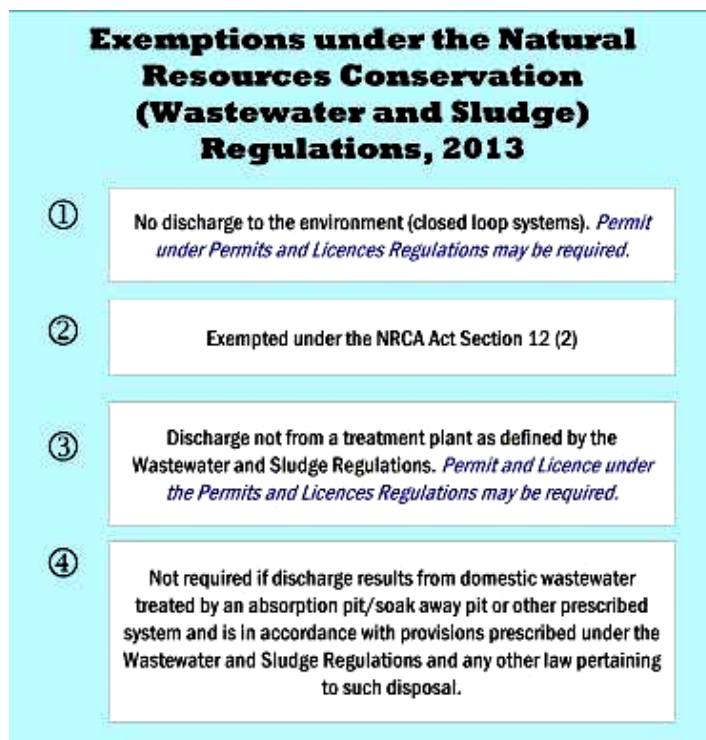 Exemptions under the Natural
Resources Conservation
(Wastewater and Sludge)
Regulations, 2013
①
No discharge to the environment (closed loop systems). Permit
under Permits and Licences Regulations may be required.
②
Exempted under the NRCA Act Section 12 (2)
③
Discharge not from a treatment plant as defined by the
Wastewater and Sludge Regulations. Permit and Licence under
the Permits and Licences Regulations may be required.
④
Not required if discharge results from domestic wastewater
treated by an absorption pit/soak away pit or other prescribed
system and is in accordance with provisions prescribed under the
Wastewater and Sludge Regulations and any other law pertaining
to such disposal.